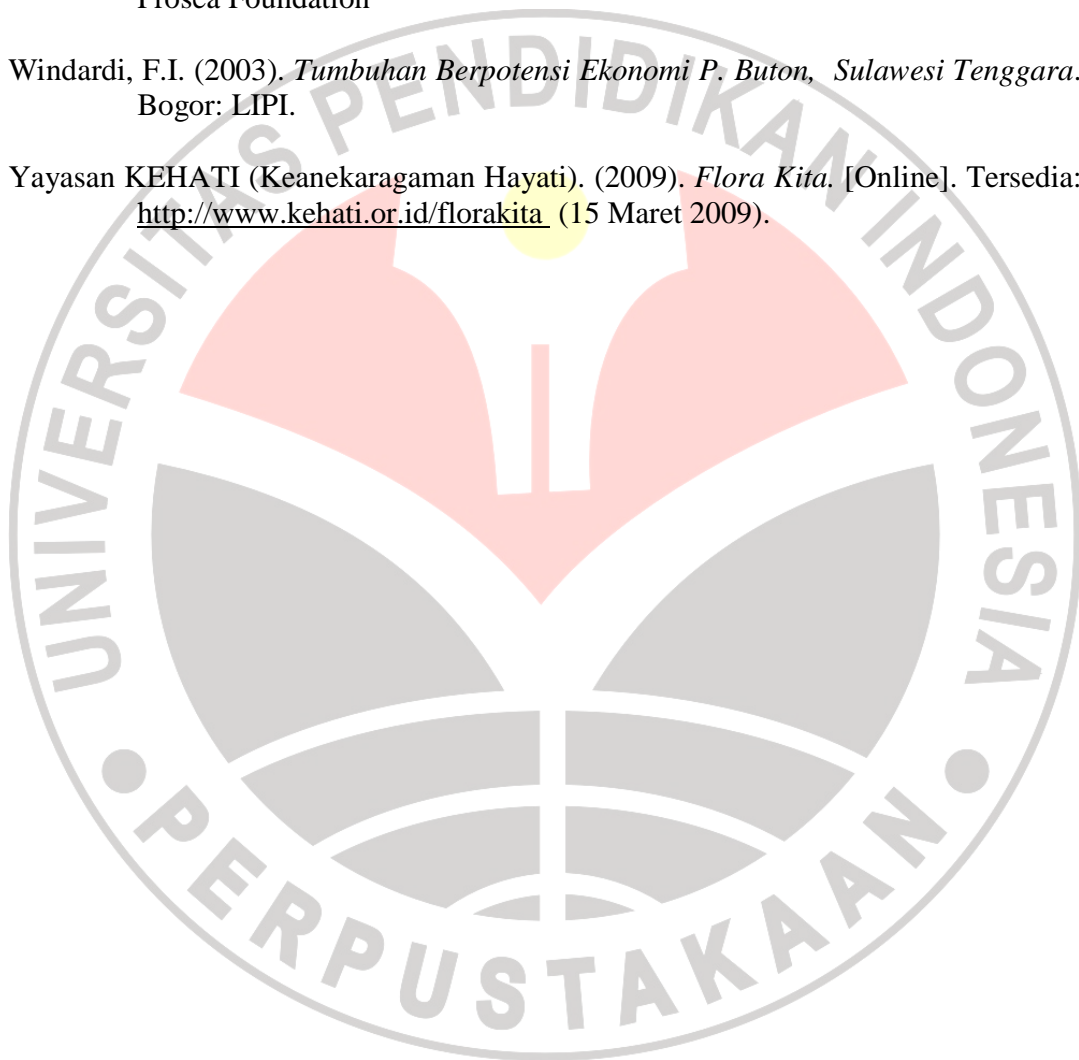 Prosea Foundation
Windardi, F.I. (2003). Tumbuhan Berpotensi Ekonomi P. Buton, Sulawesi Tenggara.
Bogor: LIPI.
Yayasan KEHATI (Keanekaragaman Hayati). (2009). Flora Kita. [Online]. Tersedia:
http://www.kehati.or.id/florakita (15 Maret 2009).
UNIVERSITAS PENDIDIKAN INDONESIA
PERPUSTAKAAN